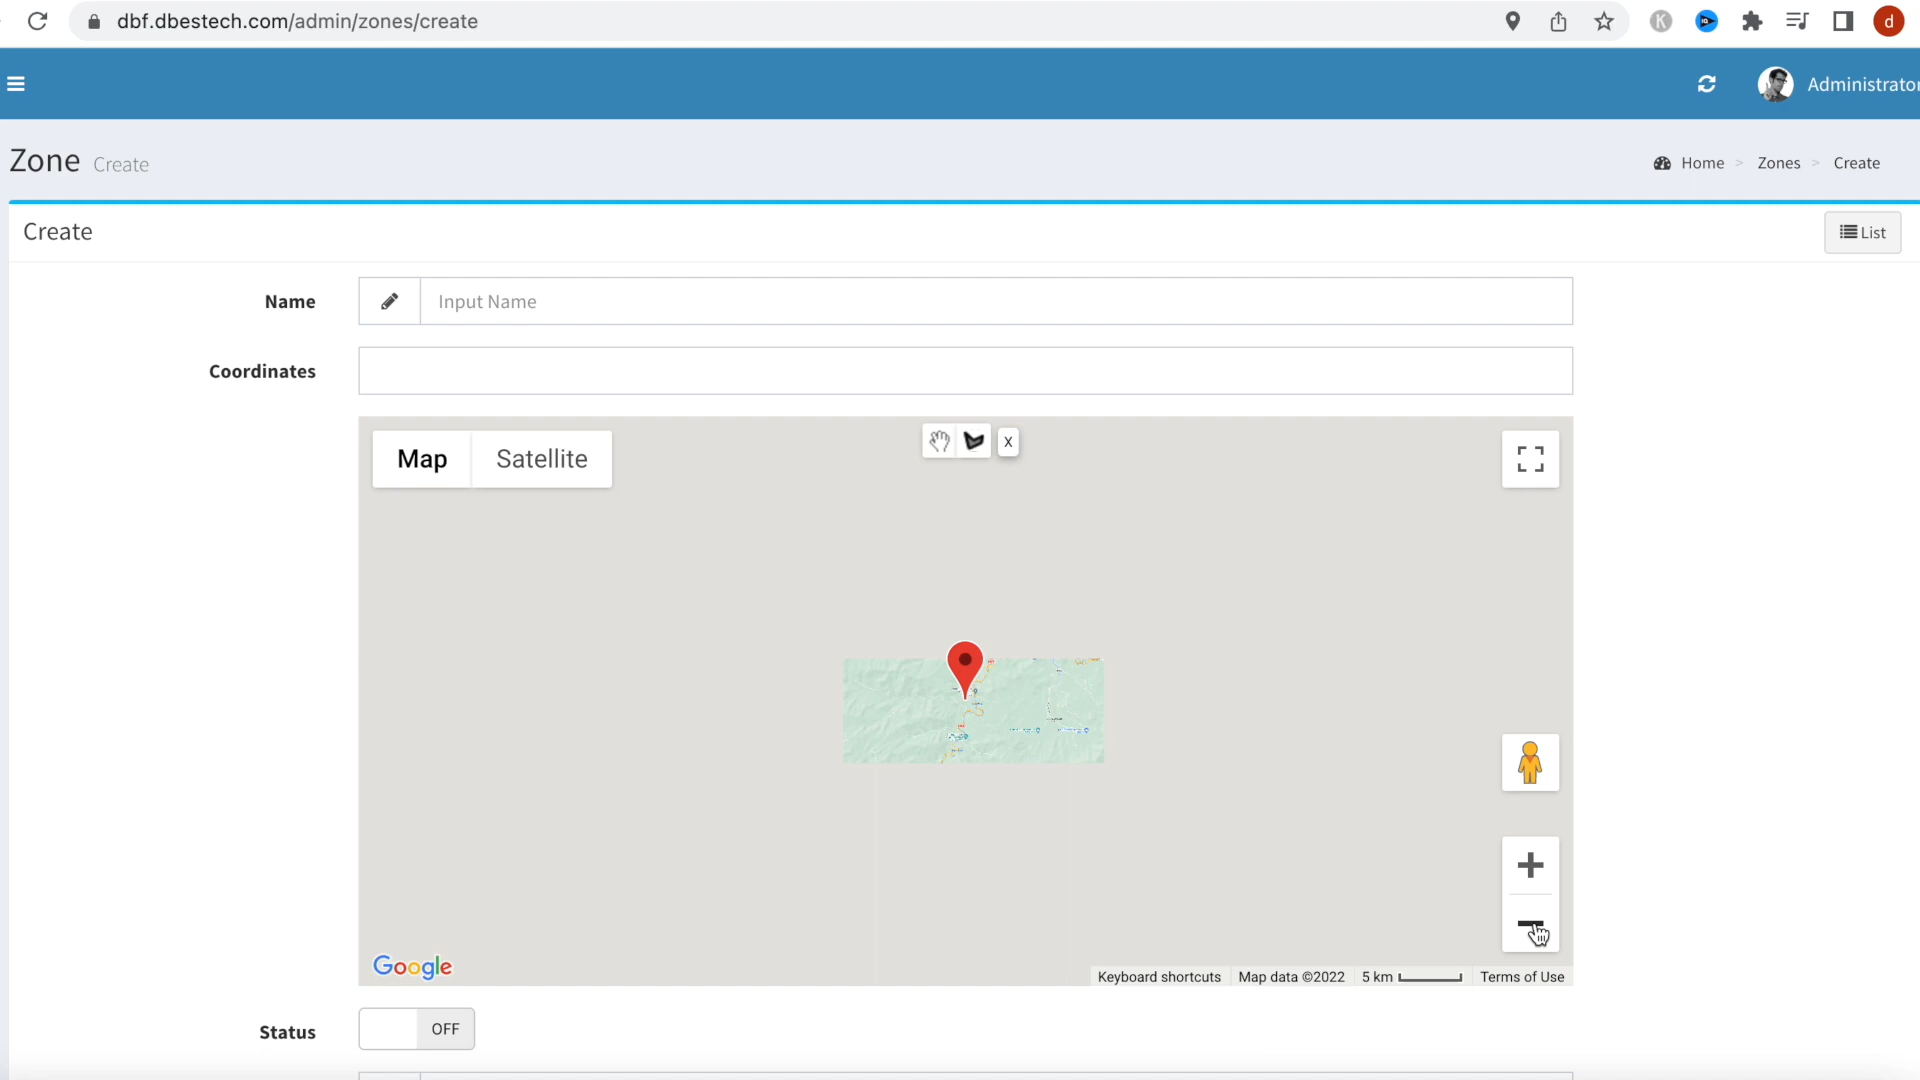 dbf.dbestech.com/admin/zones/create
K
d
Administrator
Zone Create
Home > Zones > Create
Create
List
Name
Input Name
Coordinates
Map
Satellite
X
Google
Keyboard shortcuts
Map data ©2022
5 km
Terms of Use
Status
OFF